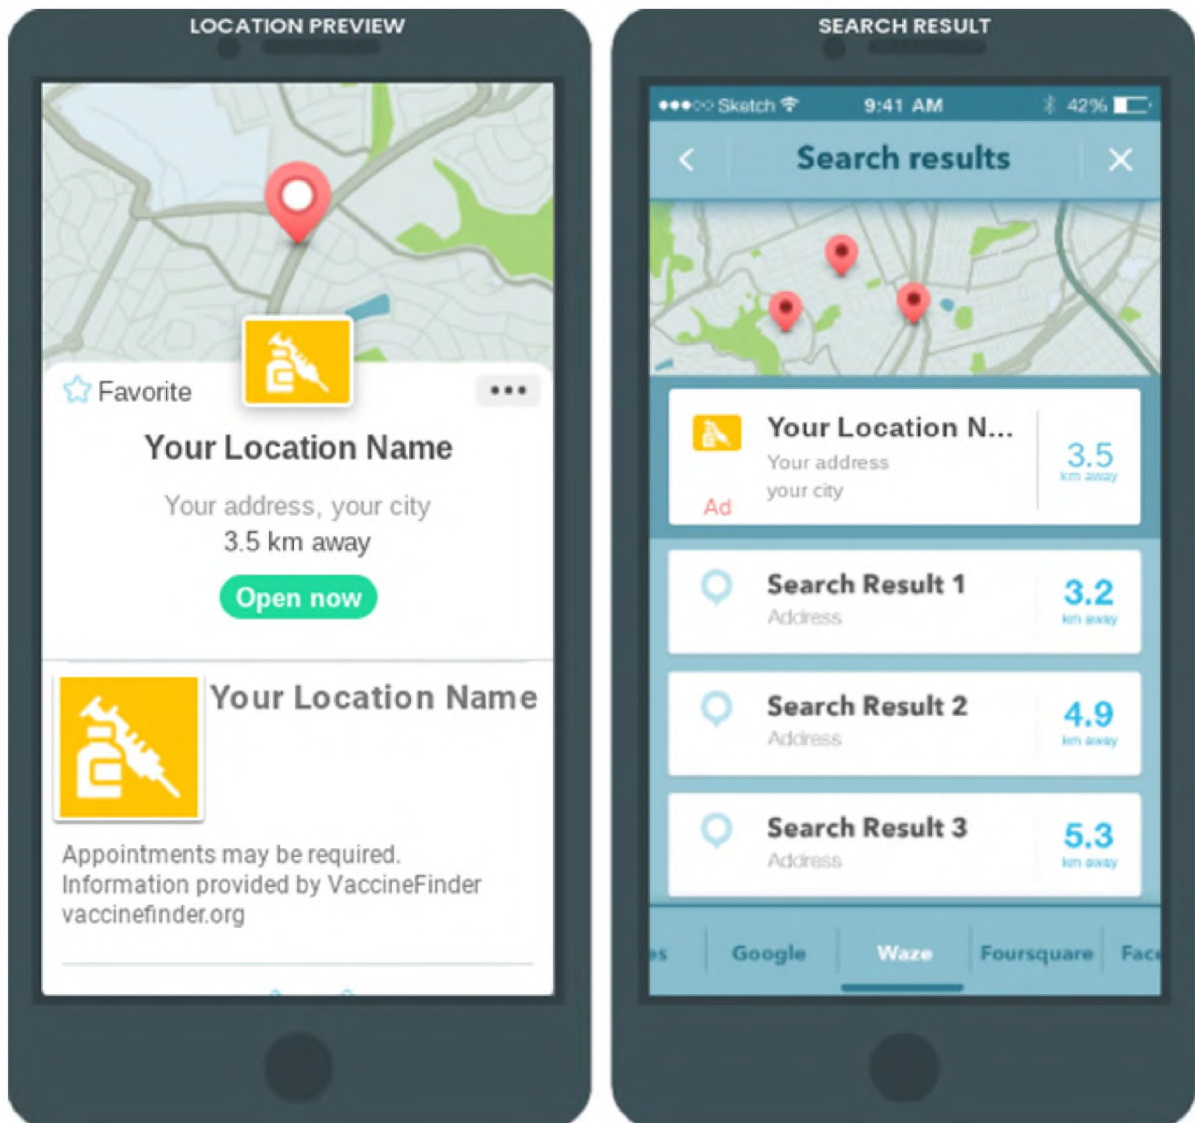 LOCATION PREVIEW
Favorite
Your Location Name
Your address, your city
3.5 km away
Open now
Your Location Name
Appointments may be required.
Information provided by VaccineFinder
vaccinefinder.org
SEARCH RESULT
Sketch 9:41 AM 42%
Search results
Your Location N...
Your address
your city
Ad
3.5
km away
Search Result 1
Address
3.2
km away
Search Result 2
Address
4.9
km away
Search Result 3
Address
5.3
km away
es Google Waze Foursquare Face